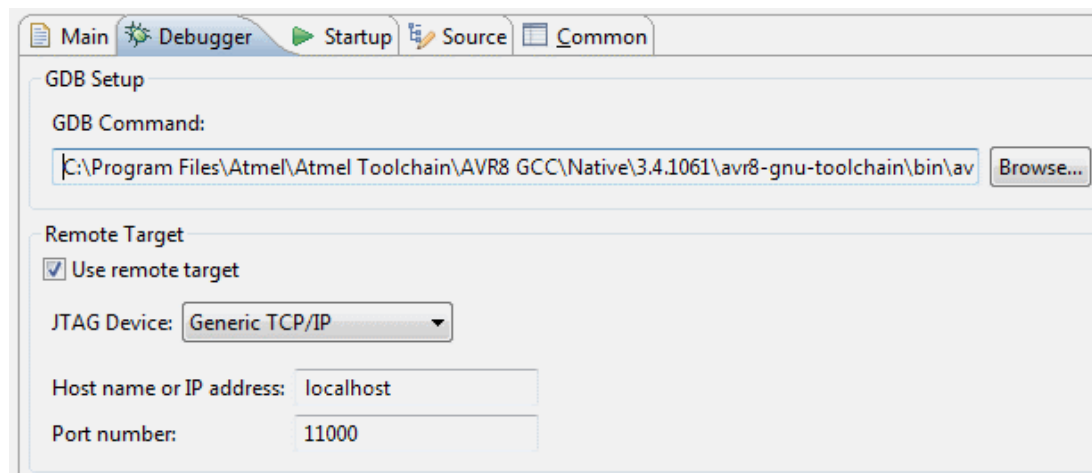 Main Debugger Startup Source Common
GDB Setup
GDB Command:
C:\Program Files\Atmel\Atmel Toolchain\AVR8 GCC\Native\3.4.1061\avr8-gnu-toolchain\bin\av Browse...
Remote Target
Use remote target
JTAG Device: Generic TCP/IP
Host name or IP address: localhost
Port number: 11000